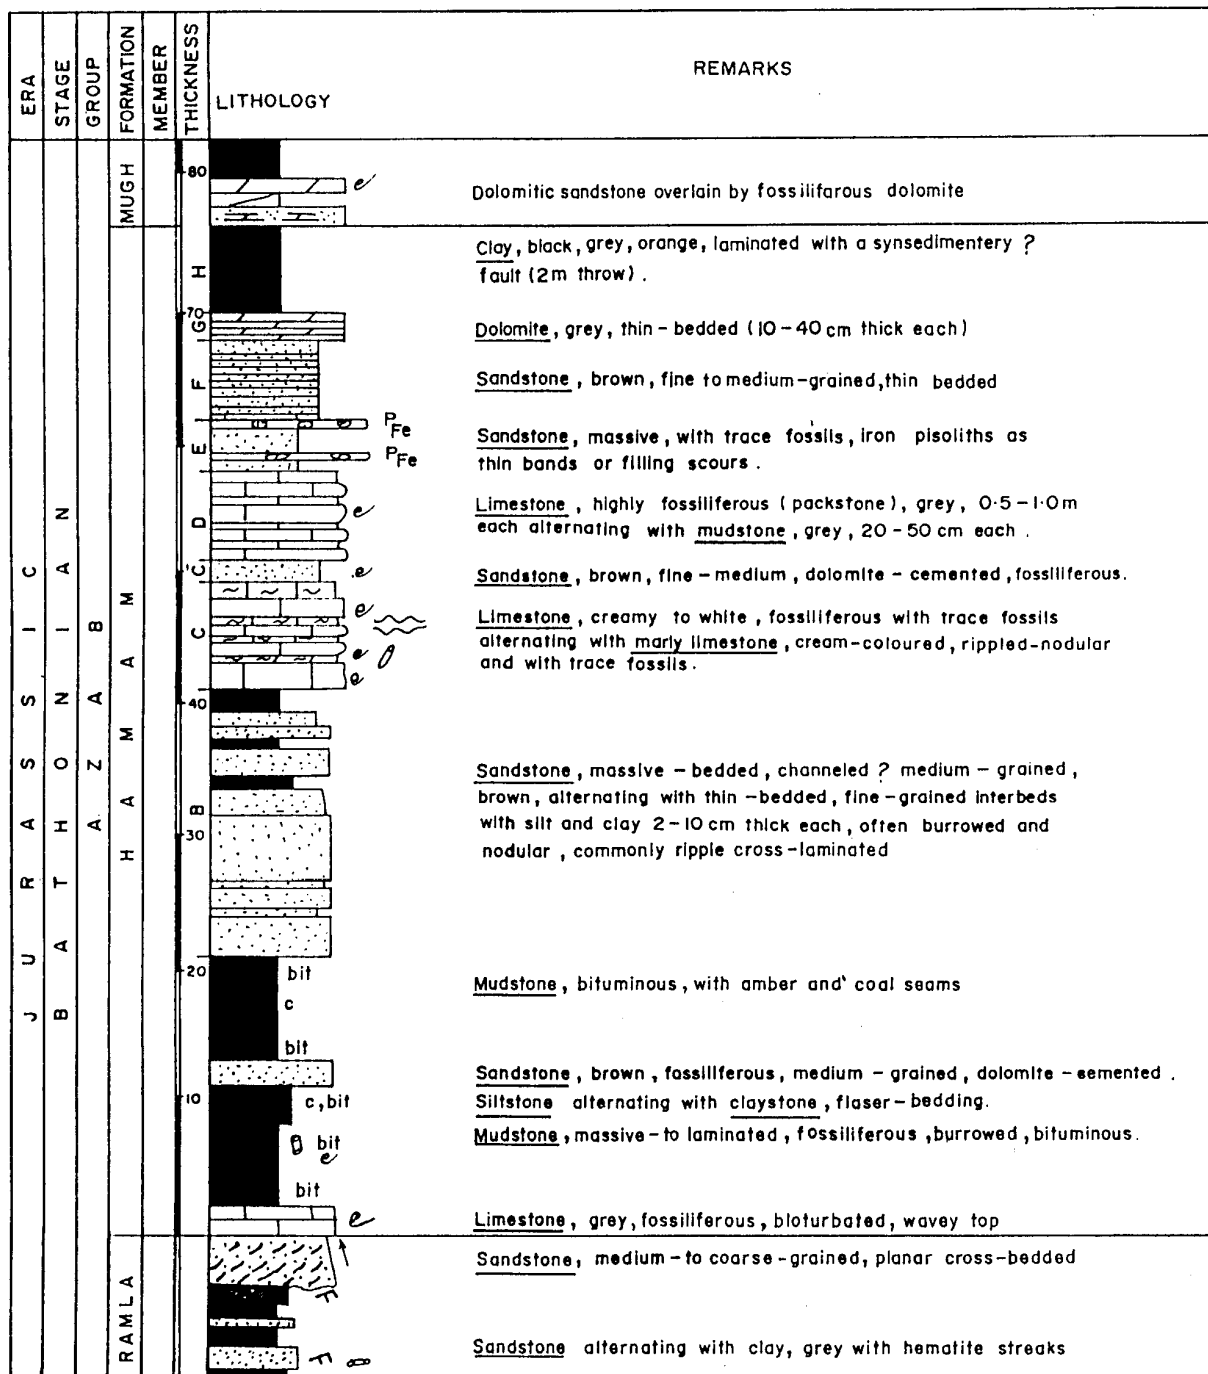 ERA
STAGE
GROUP
FORMATION
MEMBER
THICKNESS
LITHOLOGY
REMARKS
JURASSIC
BATHONIAN
AZAB
MUGH
HAMMAM
RAMLA
80
e
Dolomitic sandstone overlain by fossilifarous dolomite
H
Clay, black, grey, orange, laminated with a synsedimentery ?
fault (2m throw).
70
G
Dolomite, grey, thin-bedded (10-40 cm thick each)
F
Sandstone, brown, fine to medium-grained, thin bedded
PFe
E
Sandstone, massive, with trace fossils, iron pisoliths as
PFe
thin bands or filling scours.
D
Limestone, highly fossiliferous (packstone), grey, 0·5-1·0m
e
each alternating with mudstone, grey, 20-50 cm each.
C'
e
Sandstone, brown, fine-medium, dolomite-cemented, fossiliferous.
C
e
Limestone, creamy to white, fossiliferous with trace fossils
alternating with marly limestone, cream-coloured, rippled-nodular
e
and with trace fossils.
e
40
B
Sandstone, massive-bedded, channeled ? medium-grained,
brown, alternating with thin-bedded, fine-grained interbeds
with silt and clay 2-10 cm thick each, often burrowed and
30
nodular, commonly ripple cross-laminated
20
bit
c
Mudstone, bituminous, with amber and coal seams
bit
Sandstone, brown, fassiliferous, medium-grained, dolomite-cemented.
10
c, bit
Siltstone alternating with claystone, flaser-bedding.
bit
e
Mudstone, massive-to laminated, fossiliferous, burrowed, bituminous.
bit
e
Limestone, grey, fossiliferous, bloturbated, wavey top
Sandstone, medium-to coarse-grained, planar cross-bedded
F
F
Sandstone alternating with clay, grey with hematite streaks